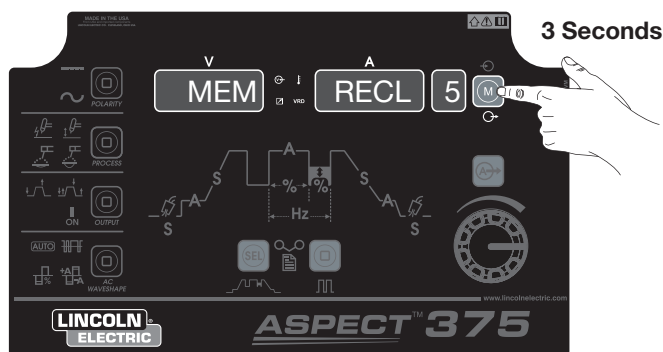 MADE IN THE USA
3 Seconds
V
A
MEM
VRD
RECL
5
M
POLARITY
PROCESS
ON
OUTPUT
AUTO
%
+A
-A
AC
WAVESHAPE
S
A
S
A
%
%
Hz
S
A
S
A
SEL
www.lincolnelectric.com
LINCOLN®
ELECTRIC
ASPECT™ 375